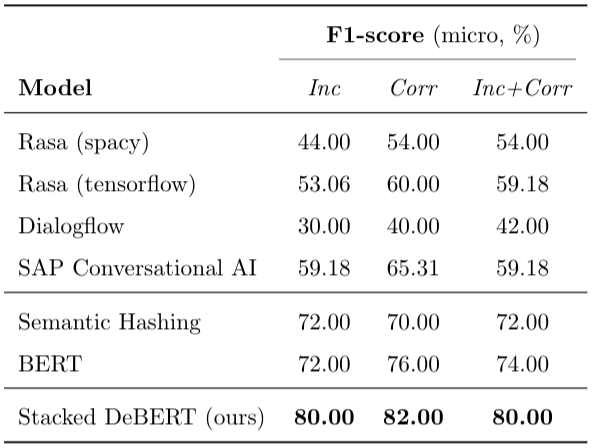 F1-score (micro, %)
Model Inc Corr Inc+Corr
Rasa (spacy) 44.00 54.00 54.00
Rasa (tensorflow) 53.06 60.00 59.18
Dialogflow 30.00 40.00 42.00
SAP Conversational AI 59.18 65.31 59.18
Semantic Hashing 72.00 70.00 72.00
BERT 72.00 76.00 74.00
Stacked DeBERT (ours) 80.00 82.00 80.00